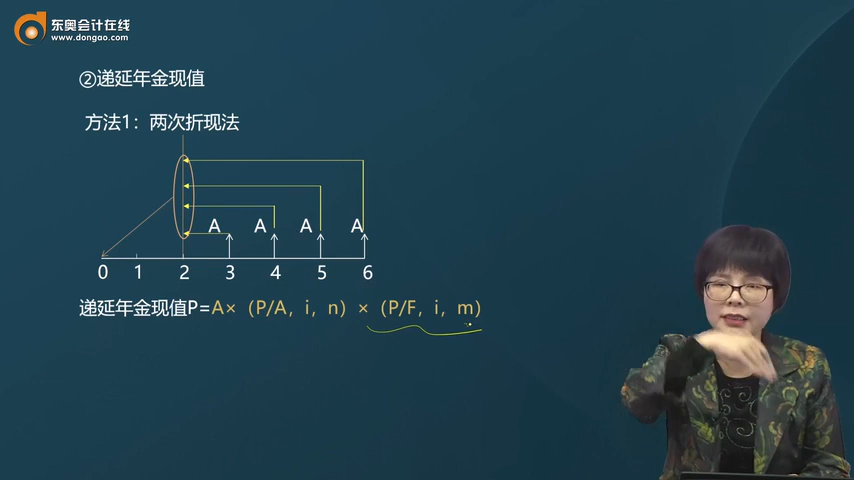 东奥会计在线
www.dongao.com
②递延年金现值
方法1：两次折现法
A A A A
0 1 2 3 4 5 6
递延年金现值P=A×（P/A，i，n）×（P/F，i，m）